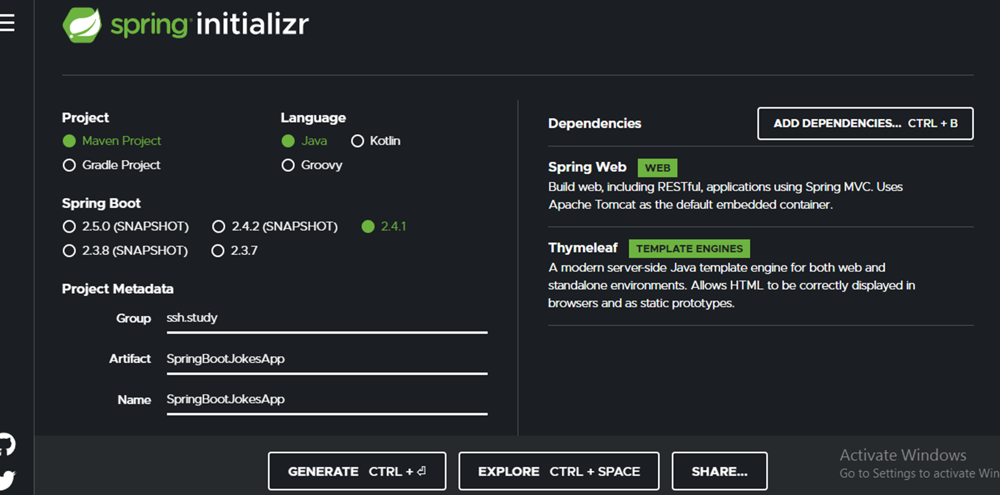 spring initializr
Project
Maven Project
Gradle Project
Language
Java Kotlin
Groovy
Spring Boot
2.5.0 (SNAPSHOT) 2.4.2 (SNAPSHOT) 2.4.1
2.3.8 (SNAPSHOT) 2.3.7
Project Metadata
Group ssh.study
Artifact SpringBootJokesApp
Name SpringBootJokesApp
Dependencies
ADD DEPENDENCIES... CTRL + B
Spring Web WEB
Build web, including RESTful, applications using Spring MVC. Uses
Apache Tomcat as the default embedded container.
Thymeleaf TEMPLATE ENGINES
A modern server-side Java template engine for both web and
standalone environments. Allows HTML to be correctly displayed in
browsers and as static prototypes.
GENERATE CTRL + ⏎
EXPLORE CTRL + SPACE
SHARE...
Activate Windows
Go to Settings to activate Win